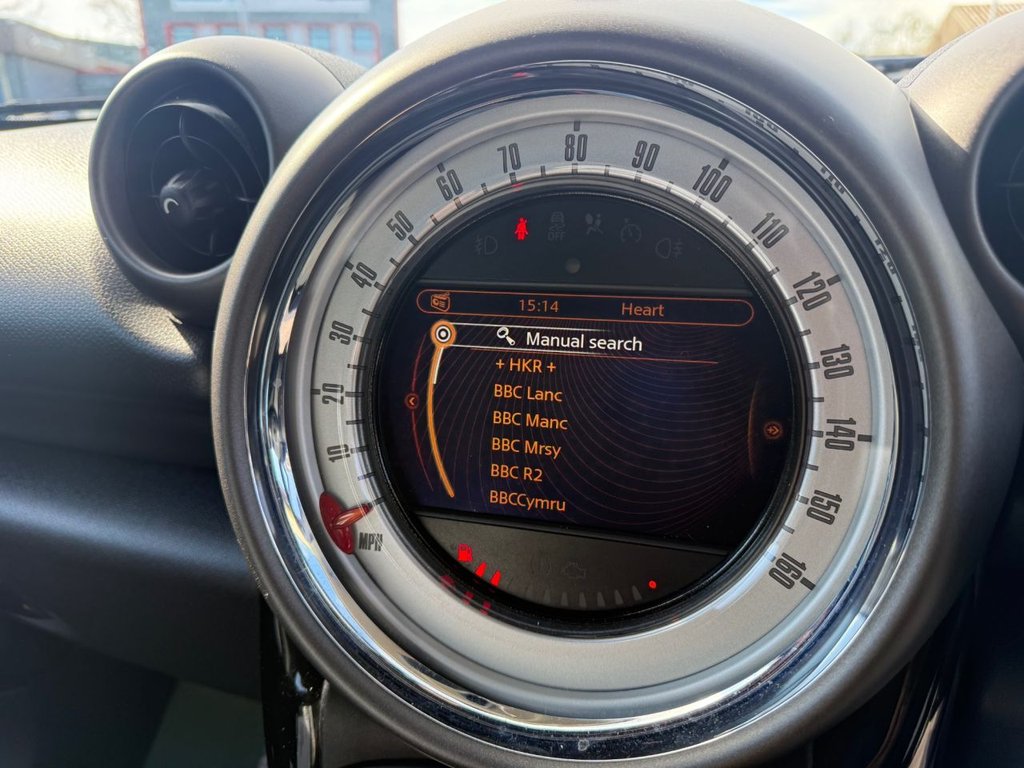 10
20
30
40
50
60
70
80
90
100
110
120
130
140
150
160
MPH
OFF
15:14 Heart
Manual search
+ HKR +
BBC Lanc
BBC Manc
BBC Mrsy
BBC R2
BBCCymru